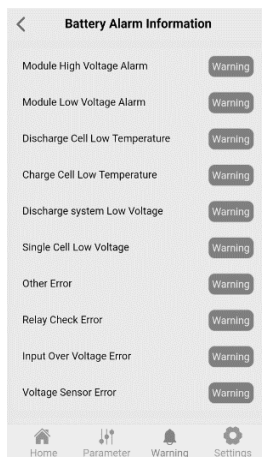 Battery Alarm Information
Module High Voltage Alarm Warning
Module Low Voltage Alarm Warning
Discharge Cell Low Temperature Warning
Charge Cell Low Temperature Warning
Discharge system Low Voltage Warning
Single Cell Low Voltage Warning
Other Error Warning
Relay Check Error Warning
Input Over Voltage Error Warning
Voltage Sensor Error Warning
Home Parameter Warning Settings